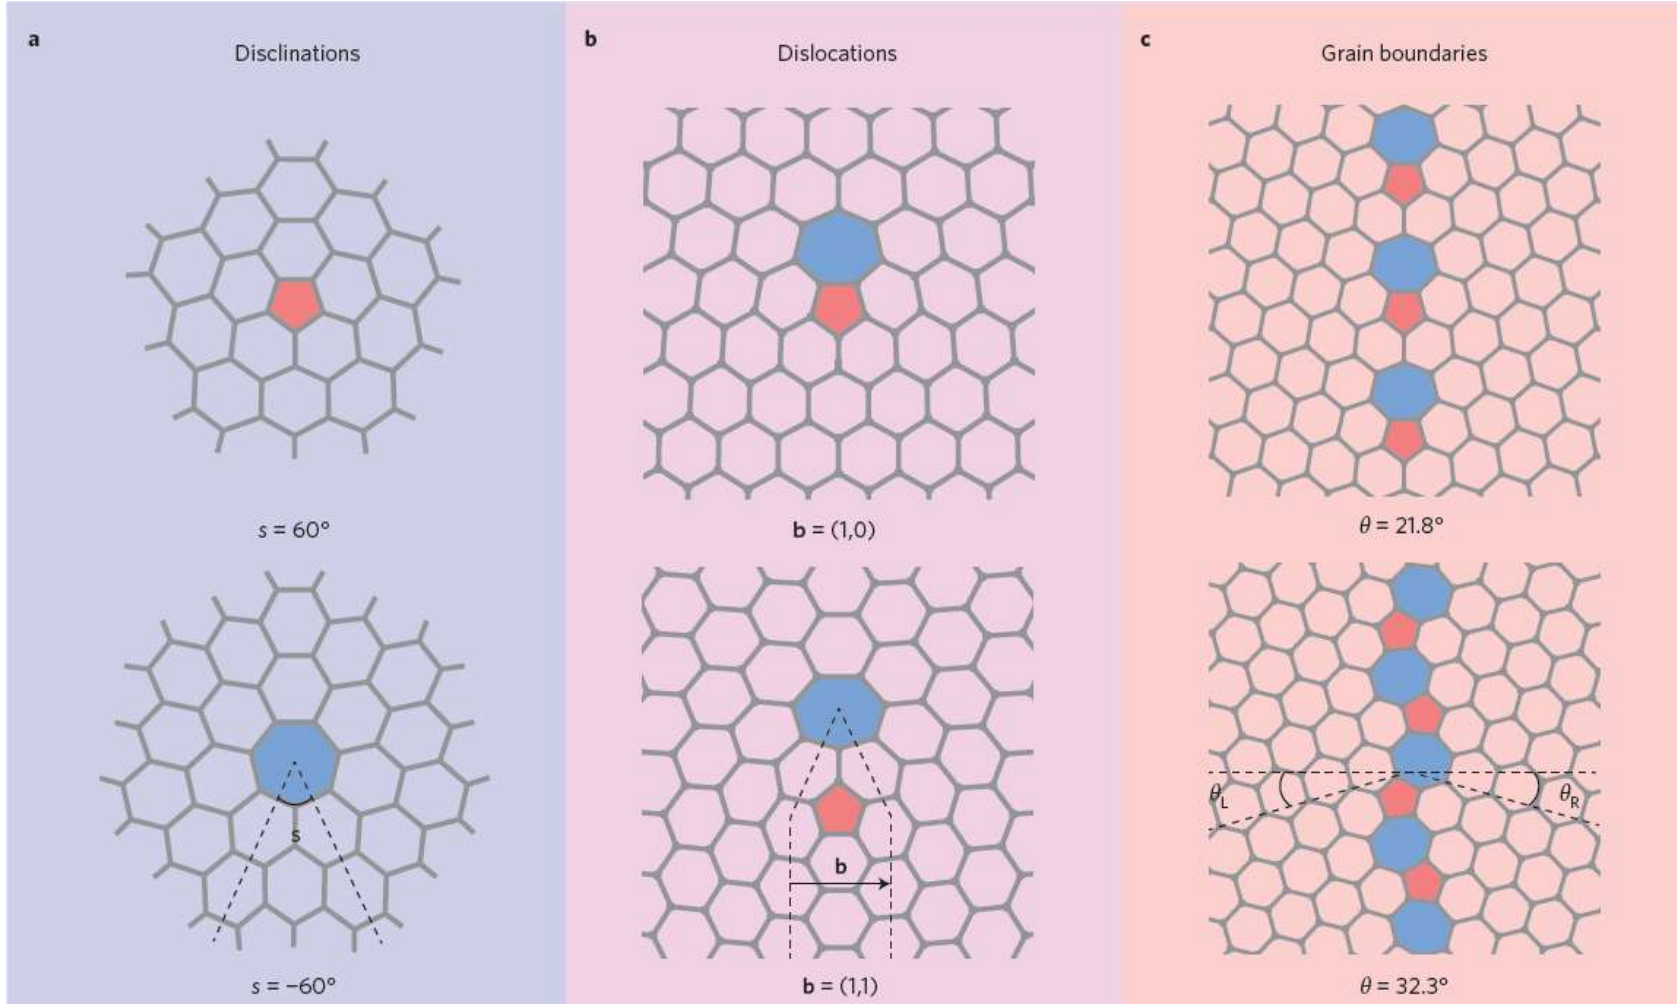 a
Disclinations
s = 60°
s
s = −60°
b
Dislocations
b = (1,0)
b
b = (1,1)
c
Grain boundaries
θ = 21.8°
θL
θR
θ = 32.3°